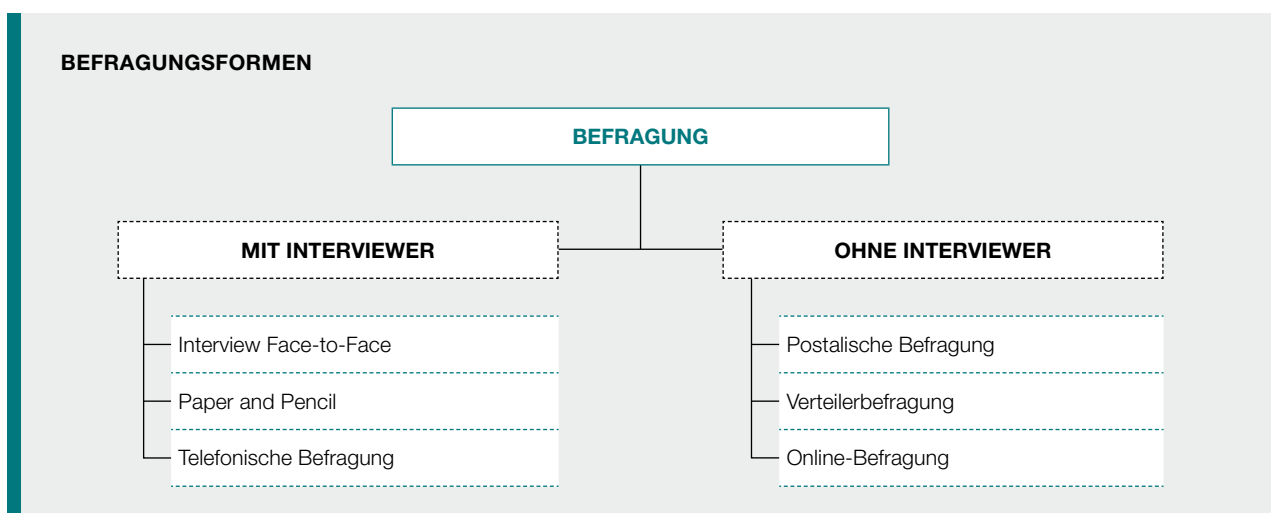 BEFRAGUNGSFORMEN
BEFRAGUNG
MIT INTERVIEWER
Interview Face-to-Face
Paper and Pencil
Telefonische Befragung
OHNE INTERVIEWER
Postalische Befragung
Verteilerbefragung
Online-Befragung